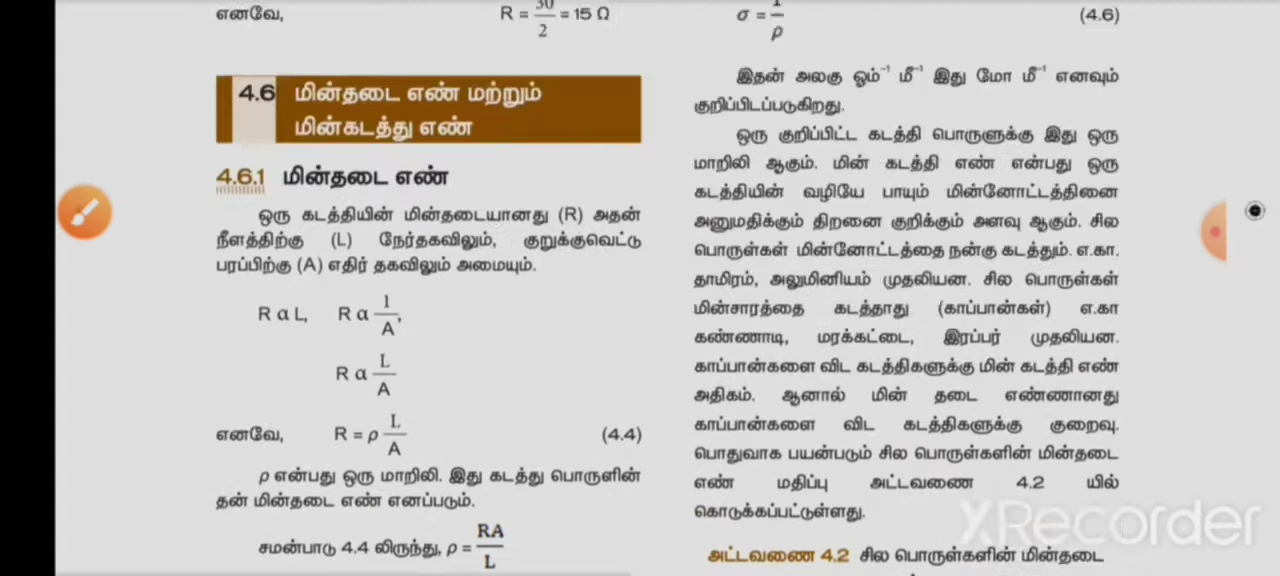 எனவே, R = 30/2 = 15 Ω
4.6 மின்தடை எண் மற்றும்
மின்கடத்து எண்
4.6.1 மின்தடை எண்
ஒரு கடத்தியின் மின்தடையானது (R) அதன்
நீளத்திற்கு (L) நேர்தகவிலும், குறுக்குவெட்டு
பரப்பிற்கு (A) எதிர் தகவிலும் அமையும்.
R α L, R α 1/A,
R α L/A
எனவே, R = ρ L/A (4.4)
ρ என்பது ஒரு மாறிலி. இது கடத்து பொருளின்
தன் மின்தடை எண் எனப்படும்.
சமன்பாடு 4.4 லிருந்து, ρ = RA/L
σ = 1/ρ (4.6)
இதன் அலகு ஓம்⁻¹ மீ⁻¹ இது மோ மீ⁻¹ எனவும்
குறிப்பிடப்படுகிறது.
ஒரு குறிப்பிட்ட கடத்தி பொருளுக்கு இது ஒரு
மாறிலி ஆகும். மின் கடத்தி எண் என்பது ஒரு
கடத்தியின் வழியே பாயும் மின்னோட்டத்தினை
அனுமதிக்கும் திறனை குறிக்கும் அளவு ஆகும். சில
பொருள்கள் மின்னோட்டத்தை நன்கு கடத்தும். எ.கா.
தாமிரம், அலுமினியம் முதலியன. சில பொருள்கள்
மின்சாரத்தை கடத்தாது (காப்பான்கள்) எ.கா
கண்ணாடி, மரக்கட்டை, இரப்பர் முதலியன.
காப்பான்களை விட கடத்திகளுக்கு மின் கடத்தி எண்
அதிகம். ஆனால் மின் தடை எண்ணானது
காப்பான்களை விட கடத்திகளுக்கு குறைவு.
பொதுவாக பயன்படும் சில பொருள்களின் மின்தடை
எண் மதிப்பு அட்டவணை 4.2 யில்
கொடுக்கப்பட்டுள்ளது.
அட்டவணை 4.2 சில பொருள்களின் மின்தடை
XRecorder